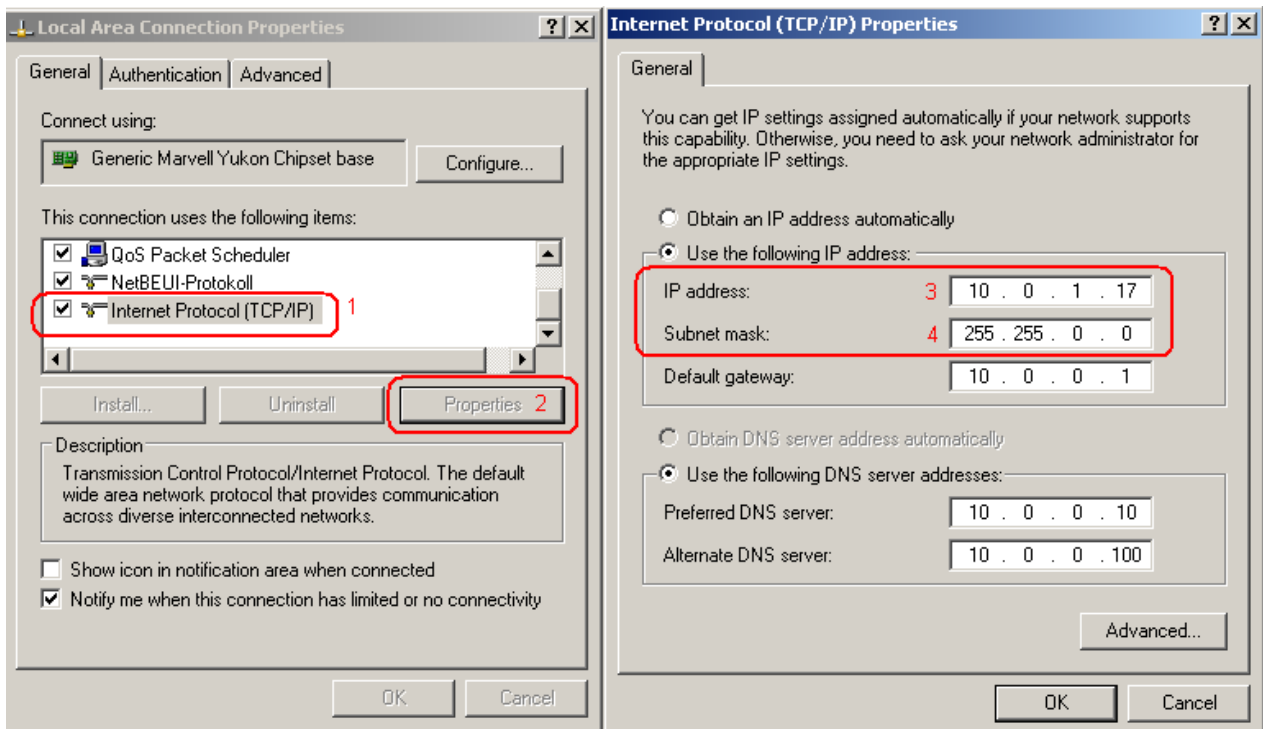 Local Area Connection Properties
General Authentication Advanced
Connect using:
Generic Marvell Yukon Chipset base
Configure...
This connection uses the following items:
QoS Packet Scheduler
NetBEUI-Protokoll
Internet Protocol (TCP/IP) 1
Install... Uninstall Properties 2
Description
Transmission Control Protocol/Internet Protocol. The default
wide area network protocol that provides communication
across diverse interconnected networks.
Show icon in notification area when connected
Notify me when this connection has limited or no connectivity
OK Cancel
Internet Protocol (TCP/IP) Properties
General
You can get IP settings assigned automatically if your network supports
this capability. Otherwise, you need to ask your network administrator for
the appropriate IP settings.
Obtain an IP address automatically
Use the following IP address:
IP address: 3 10 . 0 . 1 . 17
Subnet mask: 4 255 . 255 . 0 . 0
Default gateway: 10 . 0 . 0 . 1
Obtain DNS server address automatically
Use the following DNS server addresses:
Preferred DNS server: 10 . 0 . 0 . 10
Alternate DNS server: 10 . 0 . 0 . 100
Advanced...
OK Cancel